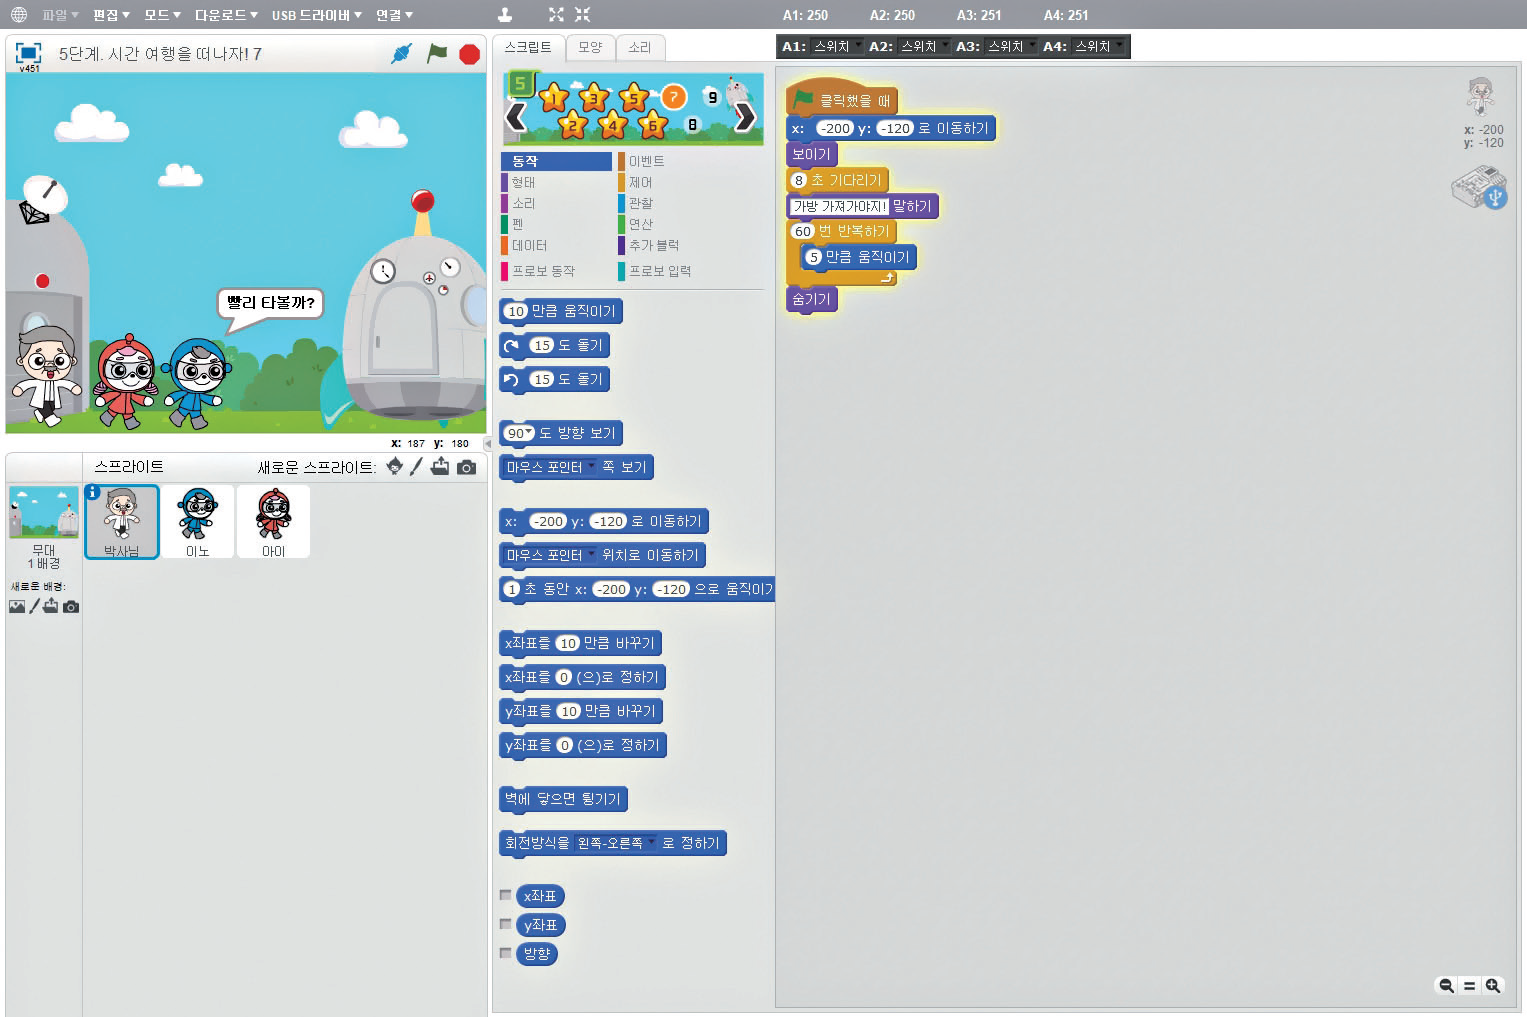 파일 편집 모드 다운로드 USB 드라이버 연결 A1: 250 A2: 250 A3: 251 A4: 251
v451
5단계. 시간 여행을 떠나자! 7
빨리 타볼까?
x: 187 y: 180
스프라이트 새로운 스프라이트:
무대
1 배경
새로운 배경:
박사님 이노 아이
스크립트 모양 소리
5 1 3 5 7 9
2 4 6 8
동작 이벤트
형태 제어
소리 관찰
펜 연산
데이터 추가 블럭
프로보 동작 프로보 입력
10 만큼 움직이기
15 도 돌기
15 도 돌기
90 도 방향 보기
마우스 포인터 쪽 보기
x: -200 y: -120 로 이동하기
마우스 포인터 위치로 이동하기
1 초 동안 x: -200 y: -120 으로 움직이기
x좌표를 10 만큼 바꾸기
x좌표를 0 (으)로 정하기
y좌표를 10 만큼 바꾸기
y좌표를 0 (으)로 정하기
벽에 닿으면 튕기기
회전방식을 왼쪽-오른쪽 로 정하기
x좌표
y좌표
방향
A1: 스위치 A2: 스위치 A3: 스위치 A4: 스위치
클릭했을 때
x: -200 y: -120 로 이동하기
보이기
8 초 기다리기
가방 가져가야지! 말하기
60 번 반복하기
5 만큼 움직이기
숨기기
x: -200
y: -120